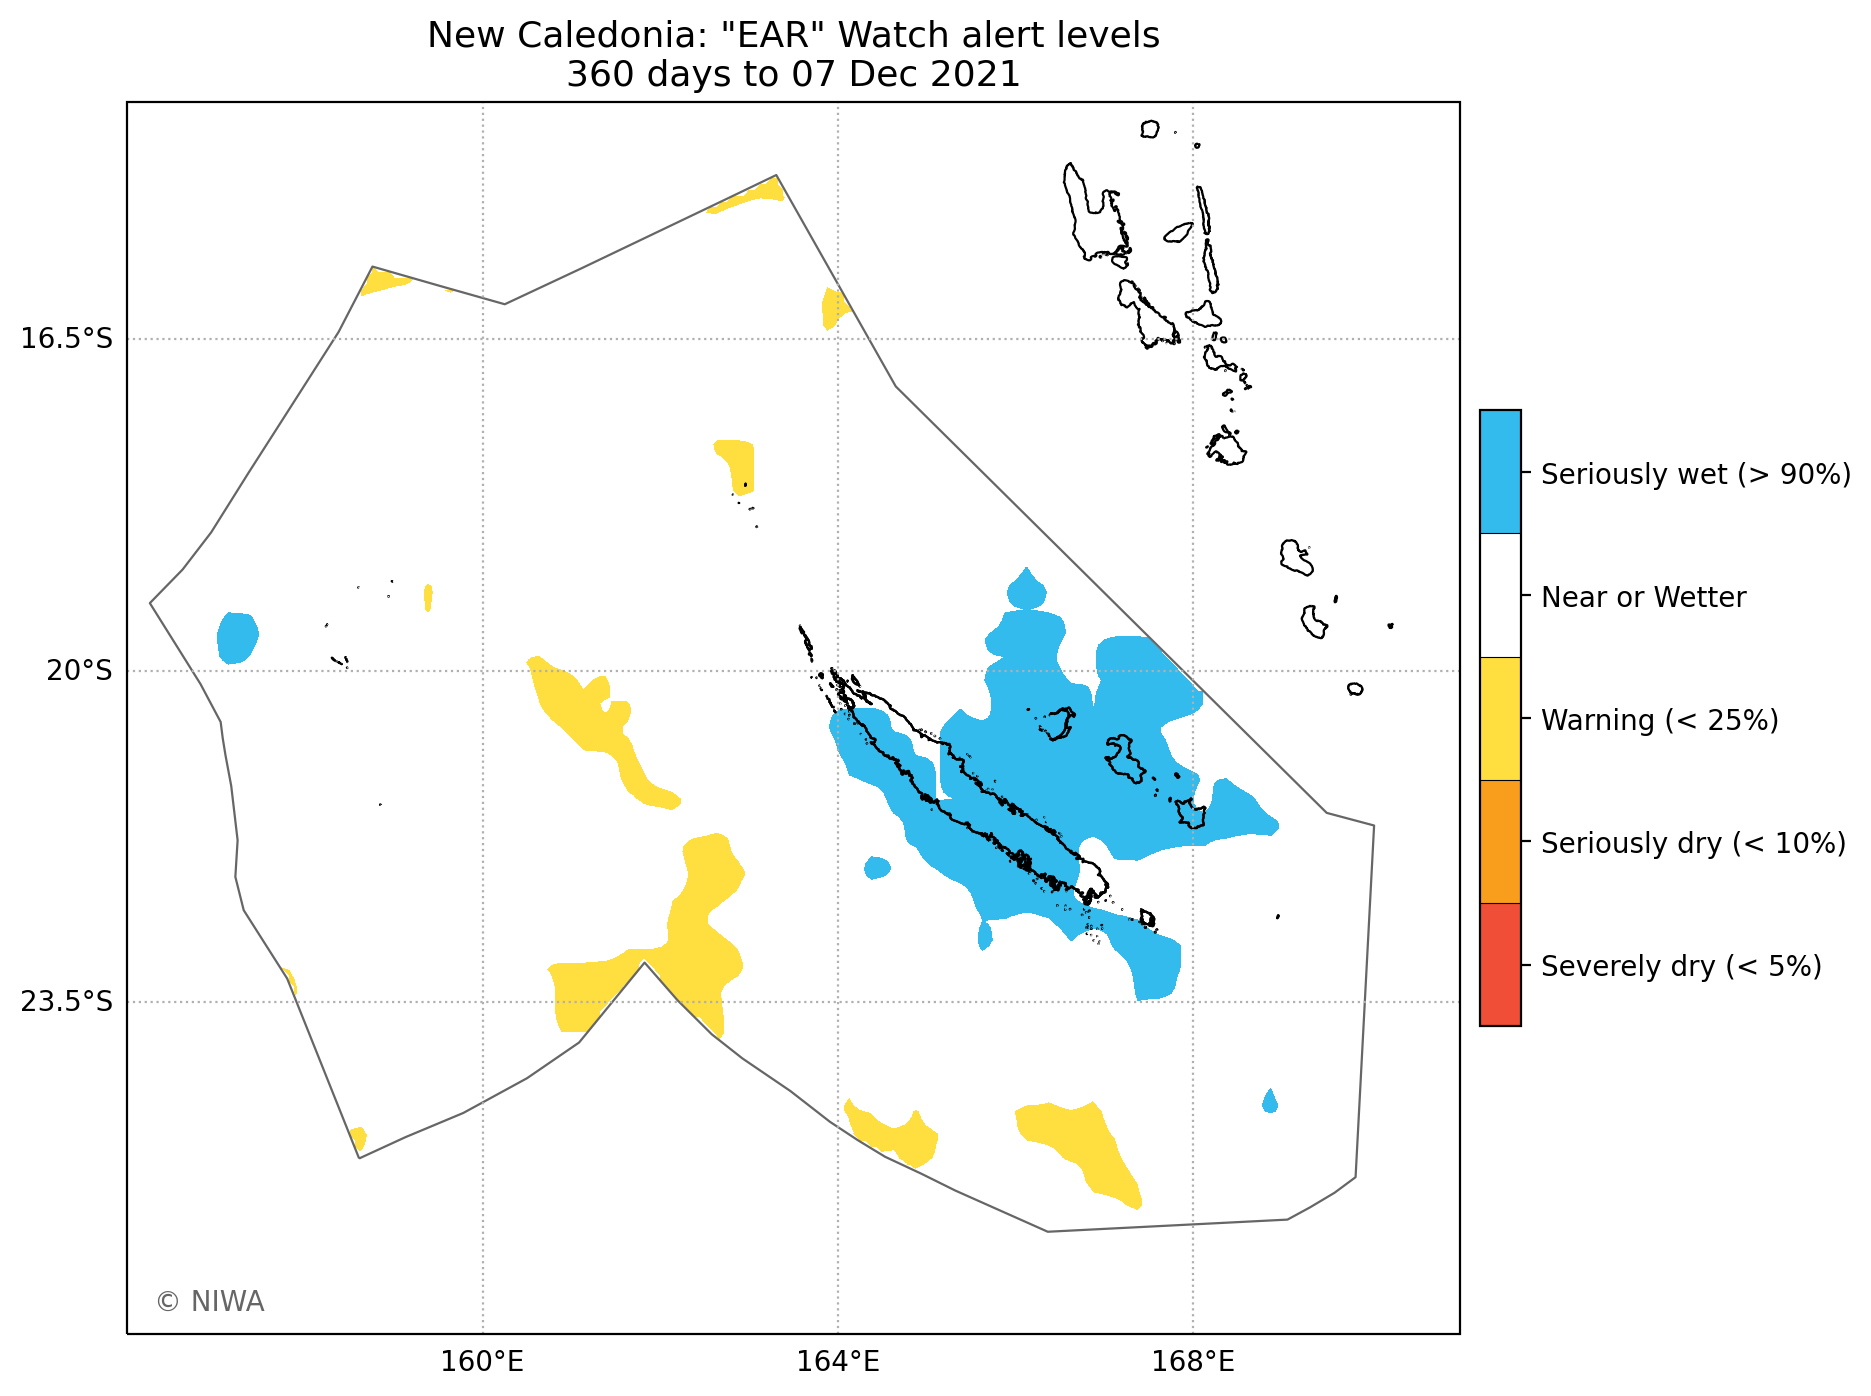 New Caledonia: "EAR" Watch alert levels
360 days to 07 Dec 2021
16.5°S
20°S
23.5°S
160°E
164°E
168°E
Seriously wet (> 90%)
Near or Wetter
Warning (< 25%)
Seriously dry (< 10%)
Severely dry (< 5%)
© NIWA